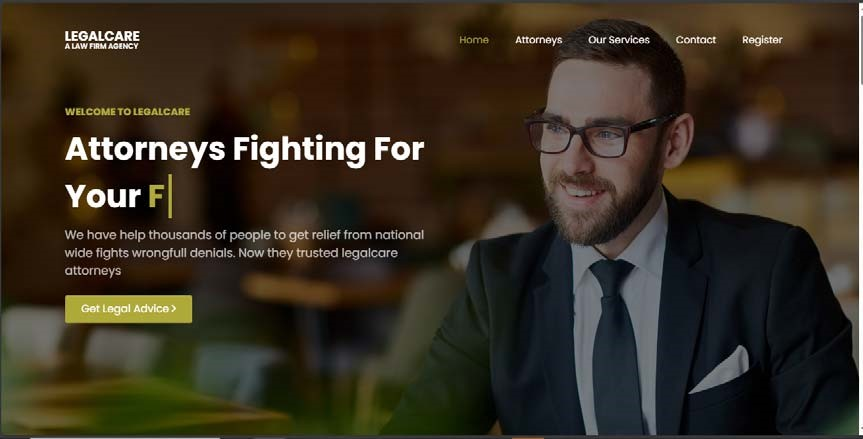 LEGALCARE
A LAW FIRM AGENCY
Home Attorneys Our Services Contact Register
WELCOME TO LEGALCARE
Attorneys Fighting For
Your F
We have help thousands of people to get relief from national
wide fights wrongfull denials. Now they trusted legalcare
attorneys
Get Legal Advice